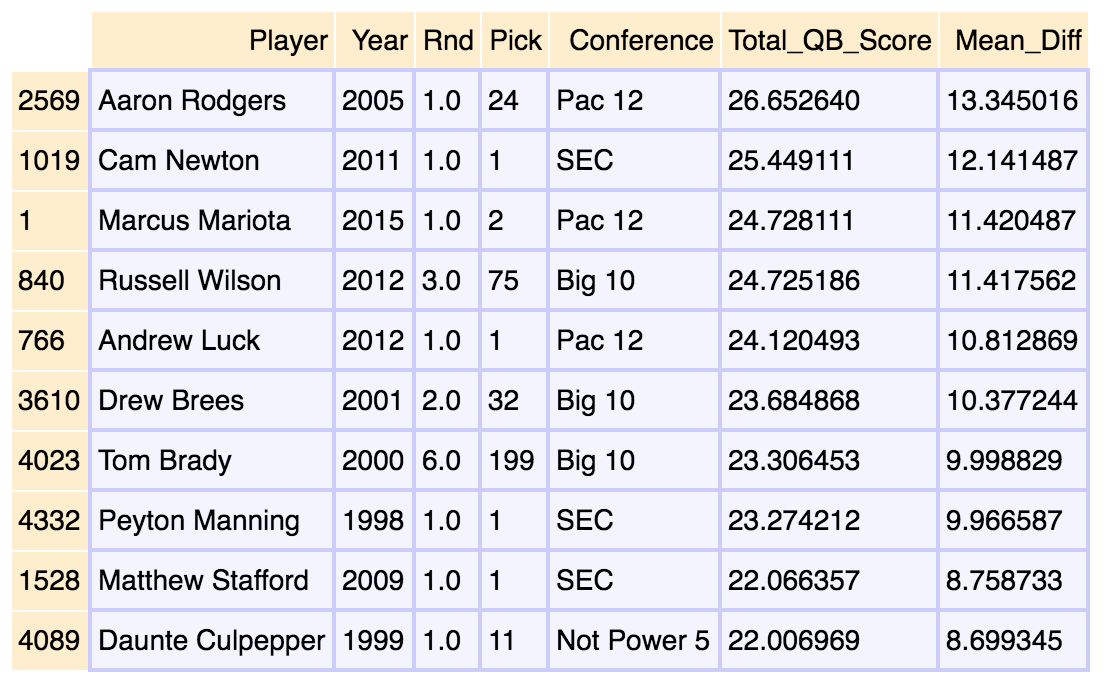 Player Year Rnd Pick Conference Total_QB_Score Mean_Diff
2569 Aaron Rodgers 2005 1.0 24 Pac 12 26.652640 13.345016
1019 Cam Newton 2011 1.0 1 SEC 25.449111 12.141487
1 Marcus Mariota 2015 1.0 2 Pac 12 24.728111 11.420487
840 Russell Wilson 2012 3.0 75 Big 10 24.725186 11.417562
766 Andrew Luck 2012 1.0 1 Pac 12 24.120493 10.812869
3610 Drew Brees 2001 2.0 32 Big 10 23.684868 10.377244
4023 Tom Brady 2000 6.0 199 Big 10 23.306453 9.998829
4332 Peyton Manning 1998 1.0 1 SEC 23.274212 9.966587
1528 Matthew Stafford 2009 1.0 1 SEC 22.066357 8.758733
4089 Daunte Culpepper 1999 1.0 11 Not Power 5 22.006969 8.699345